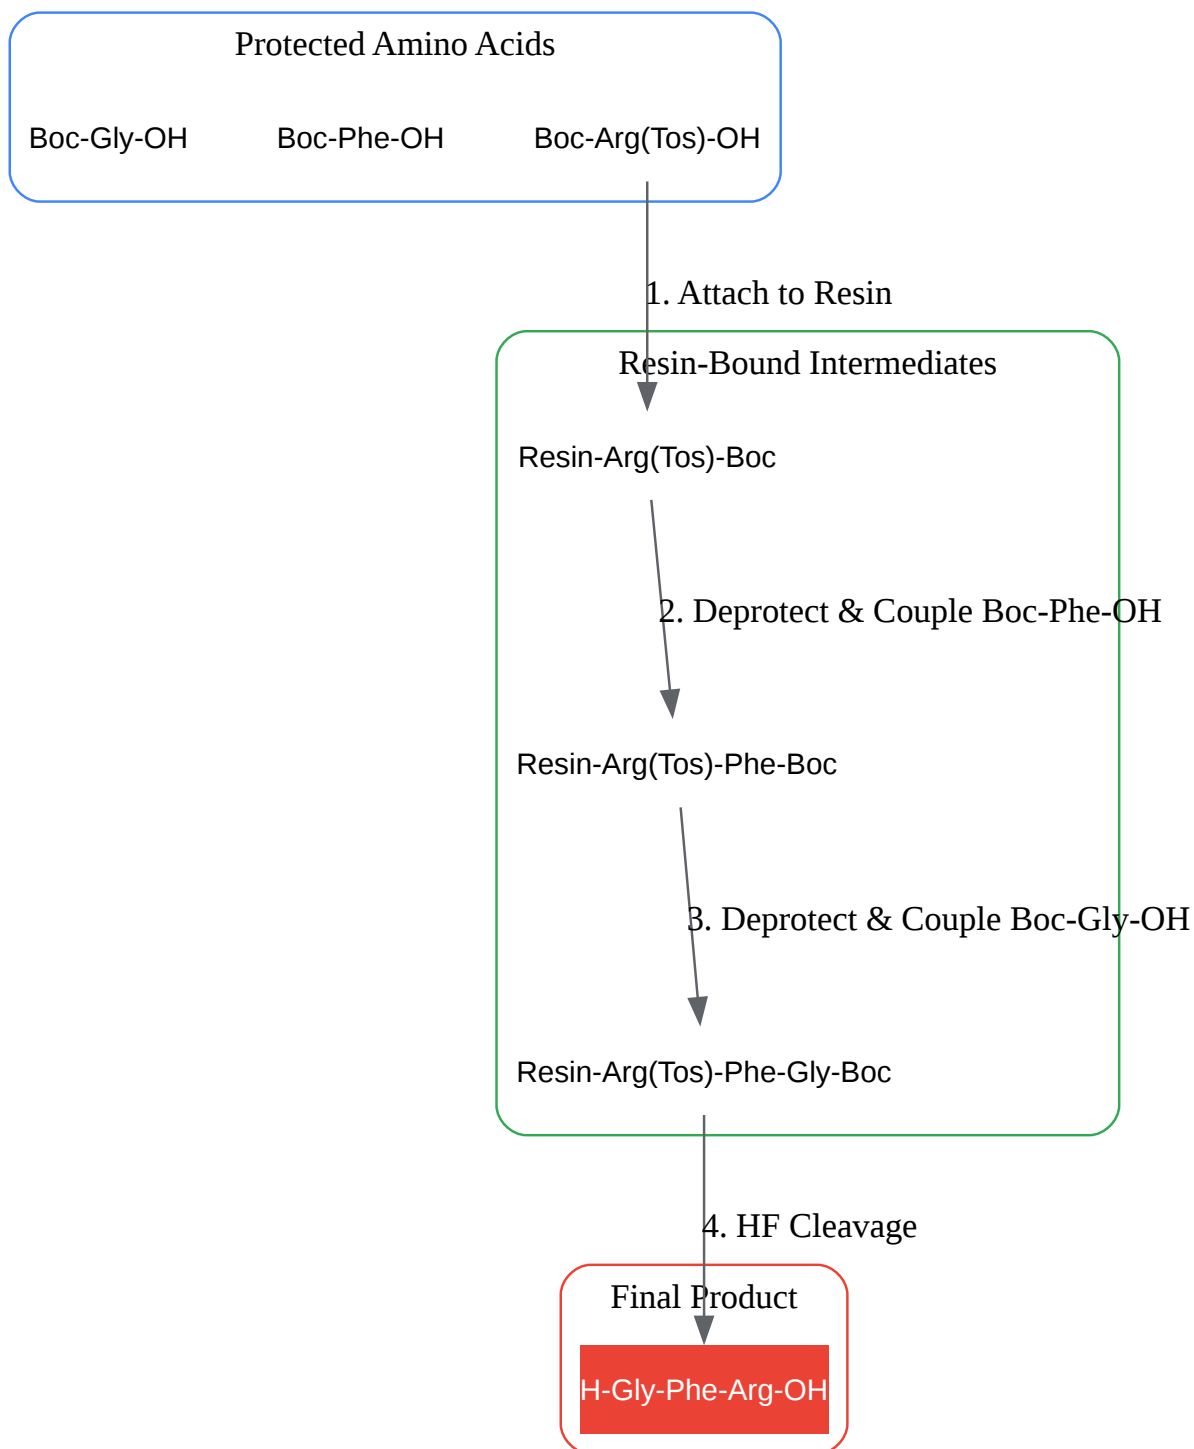 Protected Amino Acids
Boc-Gly-OH
Boc-Phe-OH
Boc-Arg(Tos)-OH
1. Attach to Resin
Resin-Bound Intermediates
Resin-Arg(Tos)-Boc
2. Deprotect & Couple Boc-Phe-OH
Resin-Arg(Tos)-Phe-Boc
3. Deprotect & Couple Boc-Gly-OH
Resin-Arg(Tos)-Phe-Gly-Boc
4. HF Cleavage
Final Product
H-Gly-Phe-Arg-OH